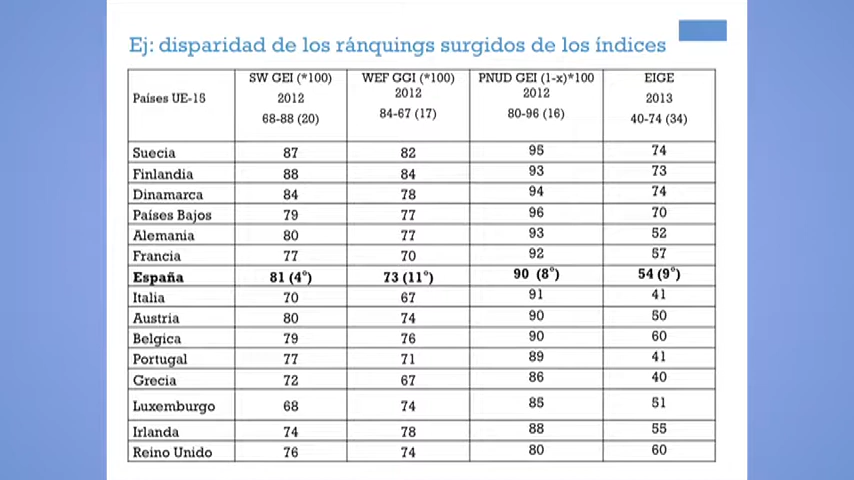 Ej: disparidad de los ránquings surgidos de los índices
Países UE-15 SW GEI (*100) 2012 68-88 (20) WEF GGI (*100) 2012 84-67 (17) PNUD GEI (1-x)*100 2012 80-96 (16) EIGE 2013 40-74 (34)
Suecia 87 82 95 74
Finlandia 88 84 93 73
Dinamarca 84 78 94 74
Países Bajos 79 77 96 70
Alemania 80 77 93 52
Francia 77 70 92 57
España 81 (4º) 73 (11º) 90 (8º) 54 (9º)
Italia 70 67 91 41
Austria 80 74 90 50
Belgica 79 76 90 60
Portugal 77 71 89 41
Grecia 72 67 86 40
Luxemburgo 68 74 85 51
Irlanda 74 78 88 55
Reino Unido 76 74 80 60